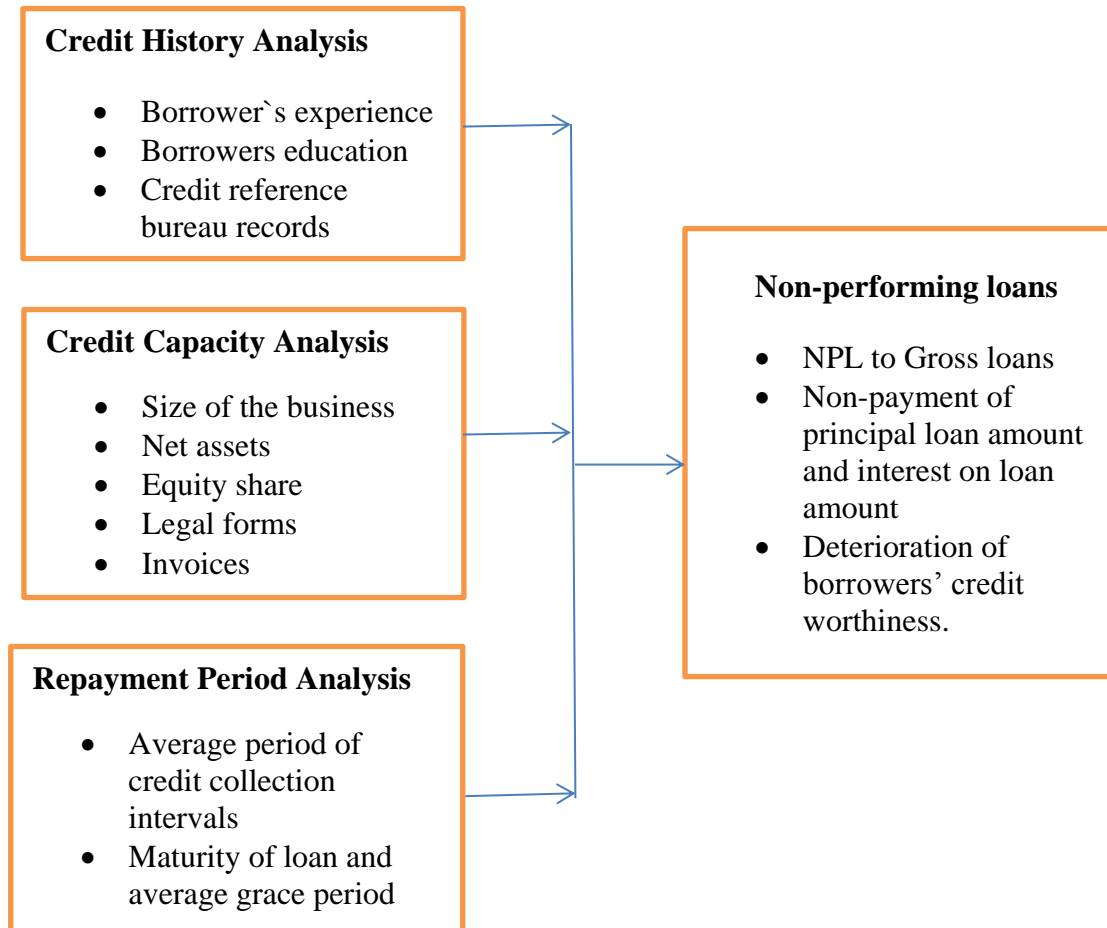 Credit History Analysis
• Borrower`s experience
• Borrowers education
• Credit reference
bureau records
Credit Capacity Analysis
• Size of the business
• Net assets
• Equity share
• Legal forms
• Invoices
Repayment Period Analysis
• Average period of
credit collection
intervals
• Maturity of loan and
average grace period
Non-performing loans
• NPL to Gross loans
• Non-payment of
principal loan amount
and interest on loan
amount
• Deterioration of
borrowers’ credit
worthiness.